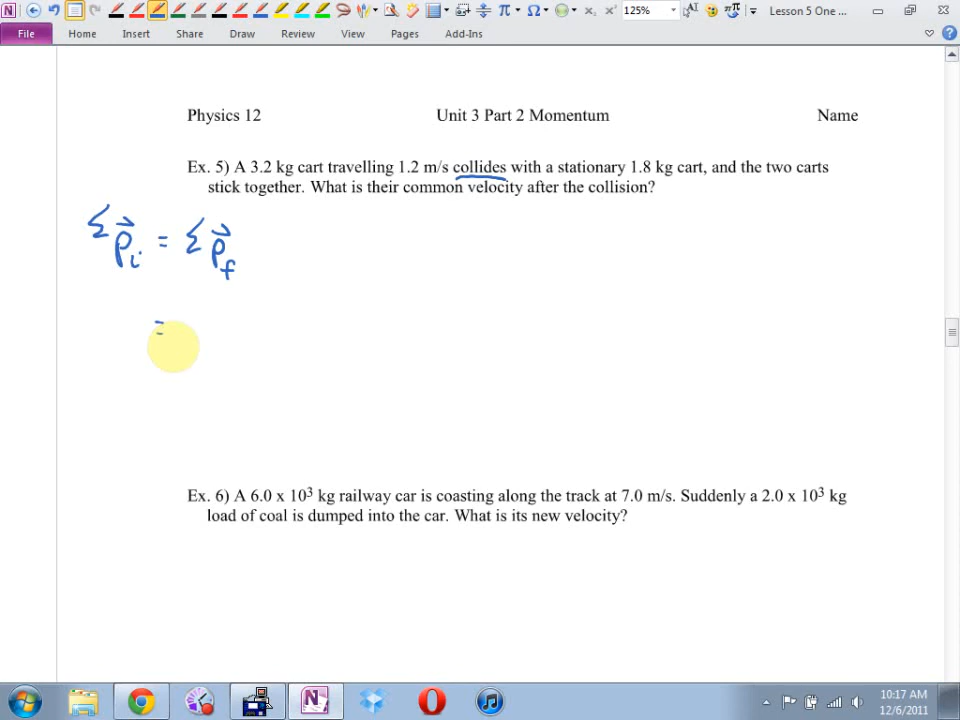 125%
Lesson 5 One ...
File Home Insert Share Draw Review View Pages Add-Ins
Physics 12 Unit 3 Part 2 Momentum Name
Ex. 5) A 3.2 kg cart travelling 1.2 m/s collides with a stationary 1.8 kg cart, and the two carts
stick together. What is their common velocity after the collision?
Σp⃗i = Σp⃗f
=
Ex. 6) A 6.0 x 10³ kg railway car is coasting along the track at 7.0 m/s. Suddenly a 2.0 x 10³ kg
load of coal is dumped into the car. What is its new velocity?
10:17 AM
12/6/2011